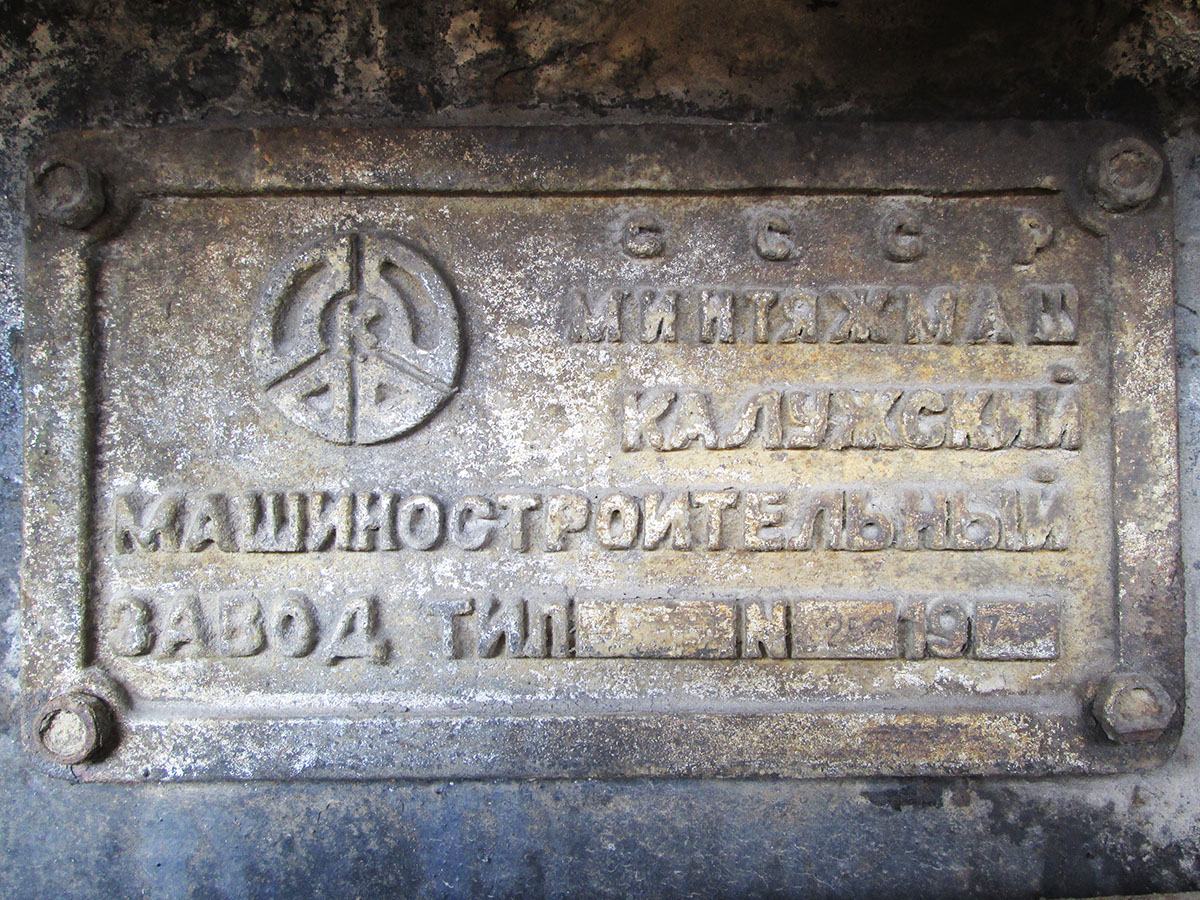 СССР
МИНТЯЖМАШ
КАЛУЖСКИЙ
МАШИНОСТРОИТЕЛЬНЫЙ
ЗАВОД ТИП N 19